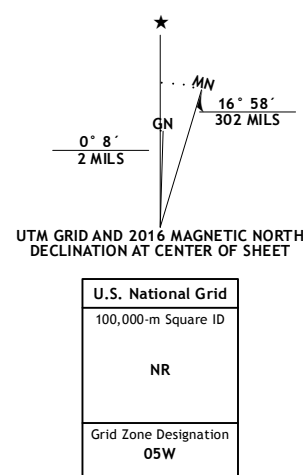 ★
MN
GN
16° 58´
302 MILS
0° 8´
2 MILS
UTM GRID AND 2016 MAGNETIC NORTH
DECLINATION AT CENTER OF SHEET
U.S. National Grid
100,000-m Square ID
NR
Grid Zone Designation
05W